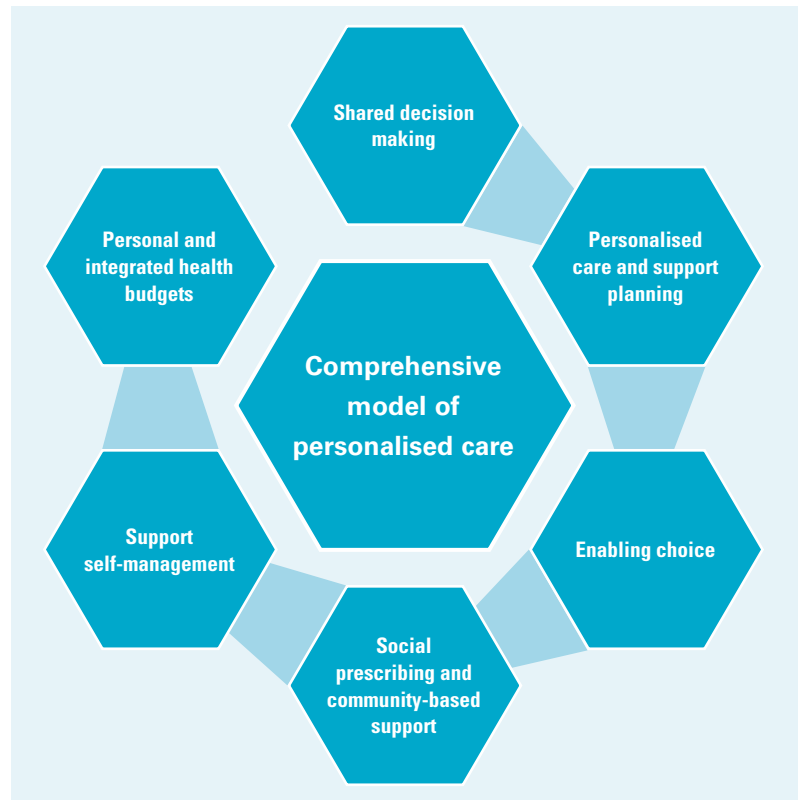 Shared decision
making
Personal and
integrated health
budgets
Personalised
care and support
planning
Comprehensive
model of
personalised care
Support
self-management
Enabling choice
Social
prescribing and
community-based
support